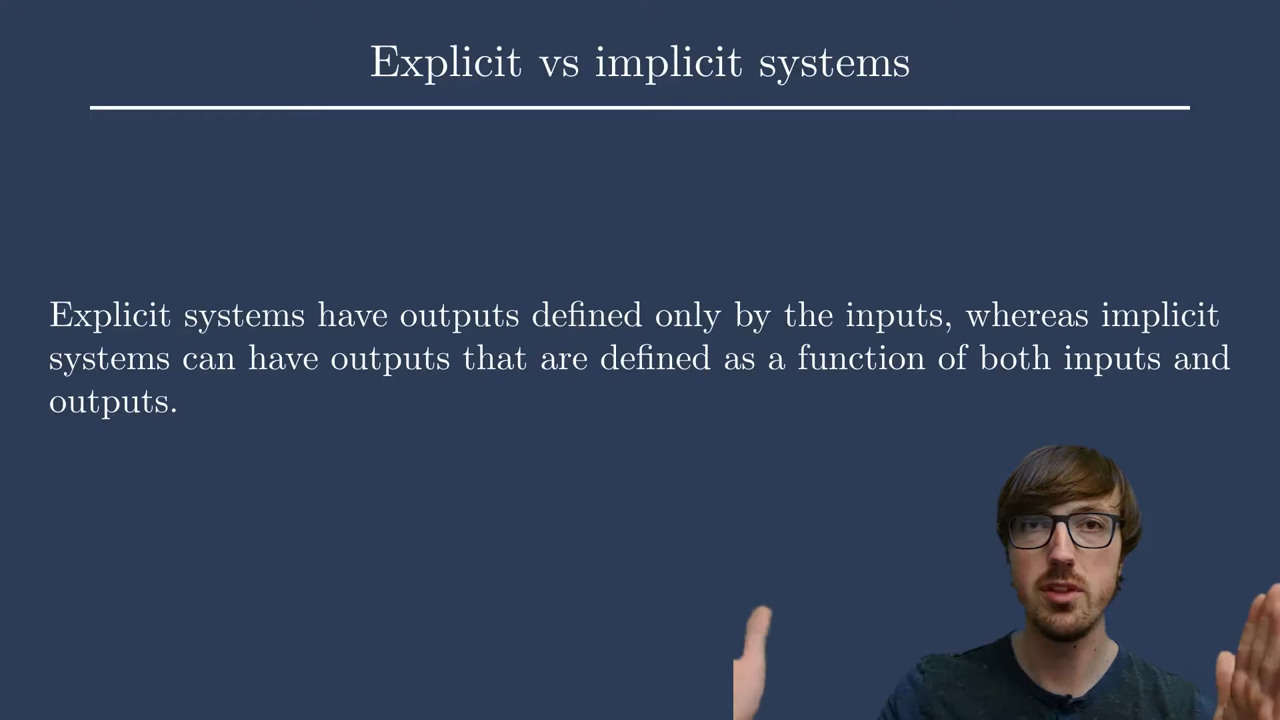 Explicit vs implicit systems
Explicit systems have outputs defined only by the inputs, whereas implicit
systems can have outputs that are defined as a function of both inputs and
outputs.